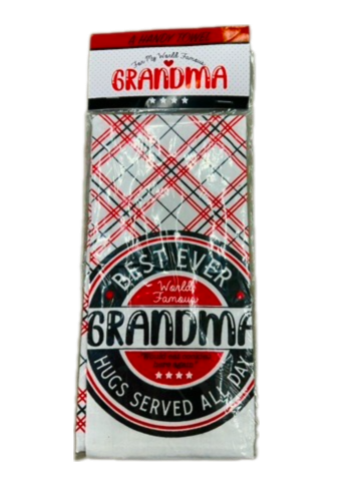 For My World Famous
GRANDMA
BEST EVER
World
Famous
GRANDMA
HUGS SERVED ALL DAY